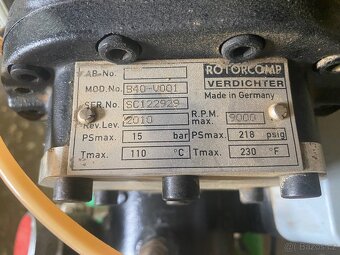 FAB.No. ROTORCOMP
MOD.No. B40-V001 VERDICHTER
SER.No. SC122929 Made in Germany
Rev.Lev. 2010 R.P.M. max. 9000
PSmax. 15 bar PSmax. 218 psig
Tmax. 110 °C Tmax. 230 °F